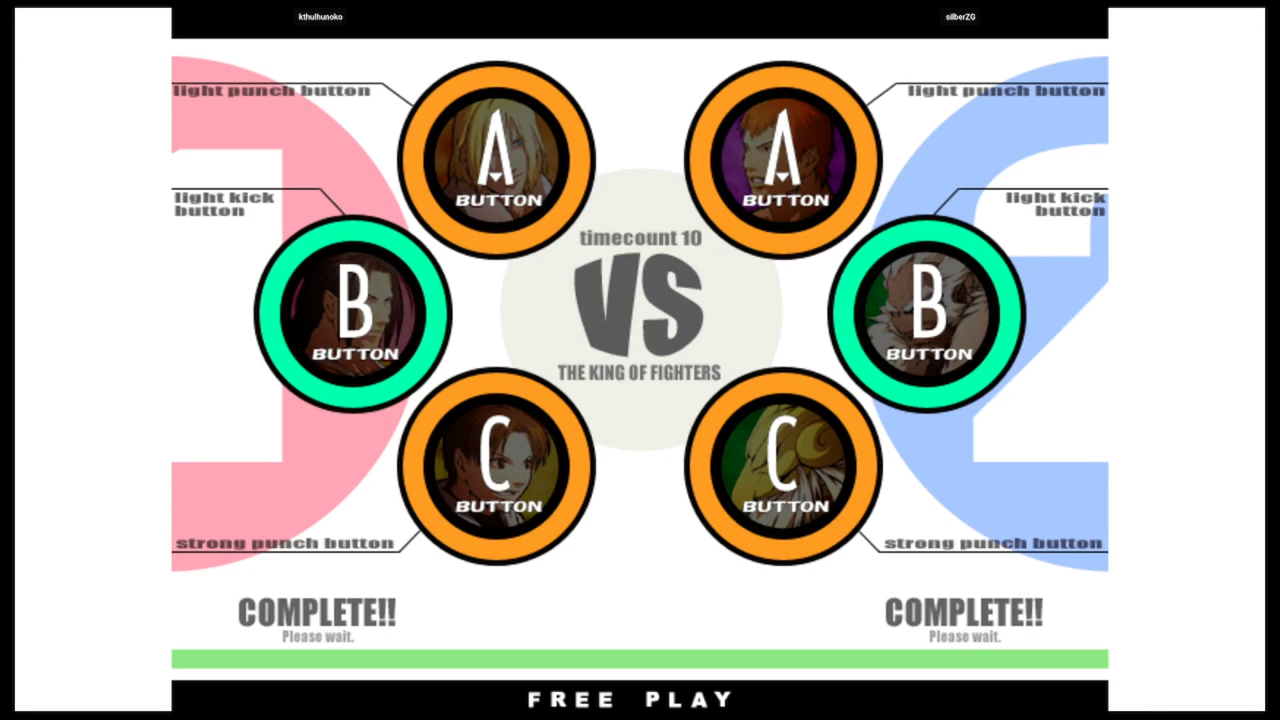 kthulhunoko
silberZG
light punch button
light punch button
A
BUTTON
A
BUTTON
light kick
button
light kick
button
timecount 10
VS
THE KING OF FIGHTERS
B
BUTTON
B
BUTTON
C
BUTTON
C
BUTTON
strong punch button
strong punch button
COMPLETE!!
Please wait.
COMPLETE!!
Please wait.
FREE PLAY